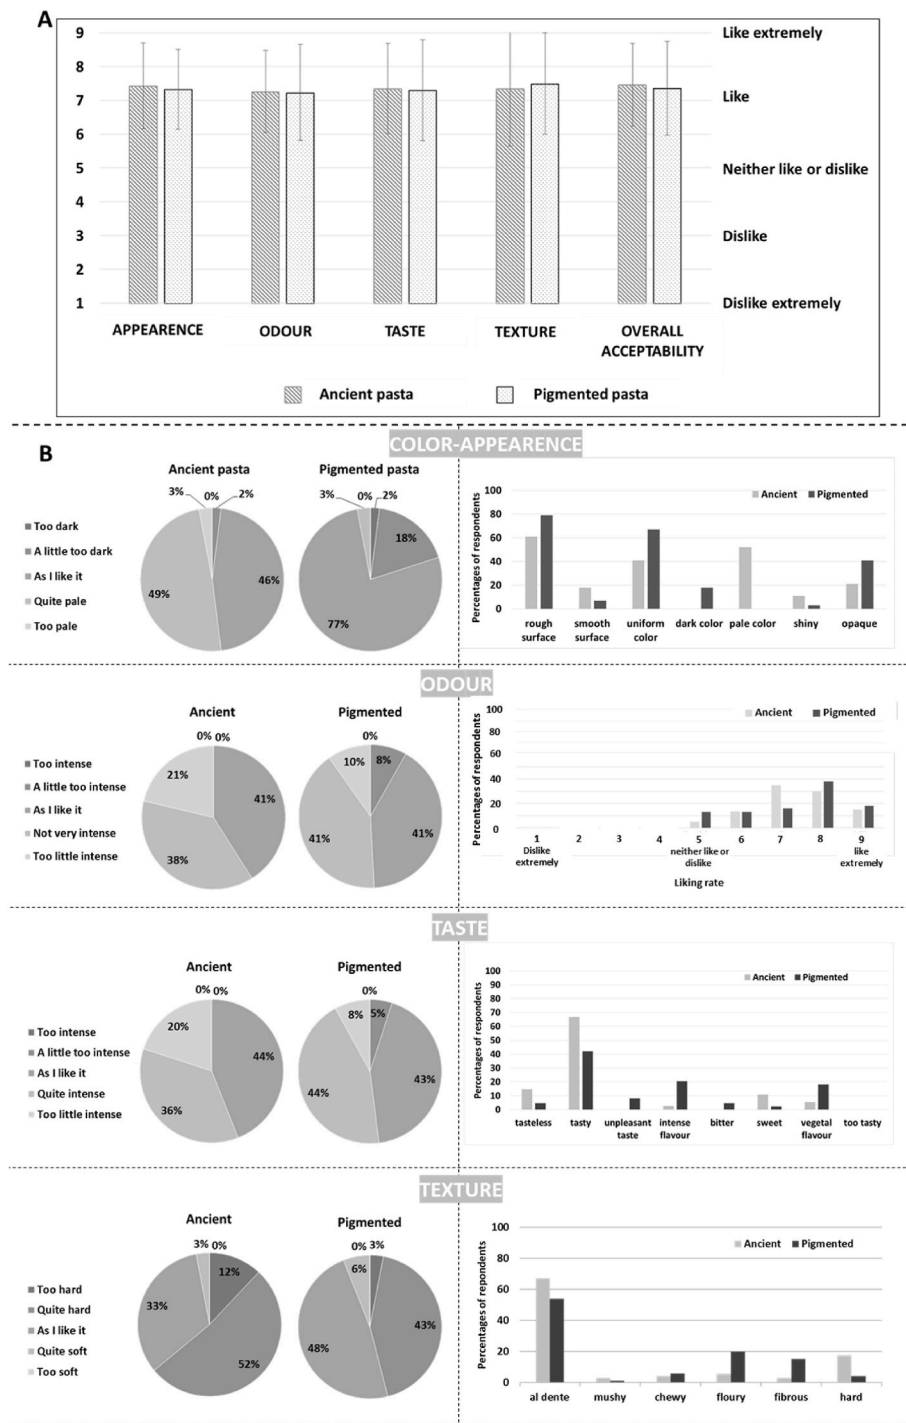 A
9
8
7
6
5
4
3
2
1
Like extremely
Like
Neither like or dislike
Dislike
Dislike extremely
APPEARENCE
ODOUR
TASTE
TEXTURE
OVERALL
ACCEPTABILITY
Ancient pasta
Pigmented pasta
B
COLOR-APPEARENCE
Too dark
A little too dark
As I like it
Quite pale
Too pale
Ancient pasta
3%
0%
2%
46%
49%
Pigmented pasta
3%
0%
2%
18%
77%
Percentages of respondents
100
80
60
40
20
0
Ancient
Pigmented
rough
surface
smooth
surface
uniform
color
dark color
pale color
shiny
opaque
ODOUR
Too intense
A little too intense
As I like it
Not very intense
Too little intense
Ancient
0% 0%
21%
41%
38%
Pigmented
0%
10%
8%
41%
41%
Percentages of respondents
100
80
60
40
20
0
Ancient
Pigmented
1
Dislike
extremely
2
3
4
5
neither like or
dislike
6
7
8
9
like
extremely
Liking rate
TASTE
Too intense
A little too intense
As I like it
Quite intense
Too little intense
Ancient
0% 0%
20%
44%
36%
Pigmented
0%
8%
5%
44%
43%
Percentages of respondents
100
90
80
70
60
50
40
30
20
10
0
Ancient
Pigmented
tasteless
tasty
unpleasant
taste
intense
flavour
bitter
sweet
vegetal
flavour
too tasty
TEXTURE
Too hard
Quite hard
As I like it
Quite soft
Too soft
Ancient
3% 0%
12%
33%
52%
Pigmented
0%
3%
6%
43%
48%
Percentages of repondents
100
80
60
40
20
0
Ancient
Pigmented
al dente
mushy
chewy
floury
fibrous
hard